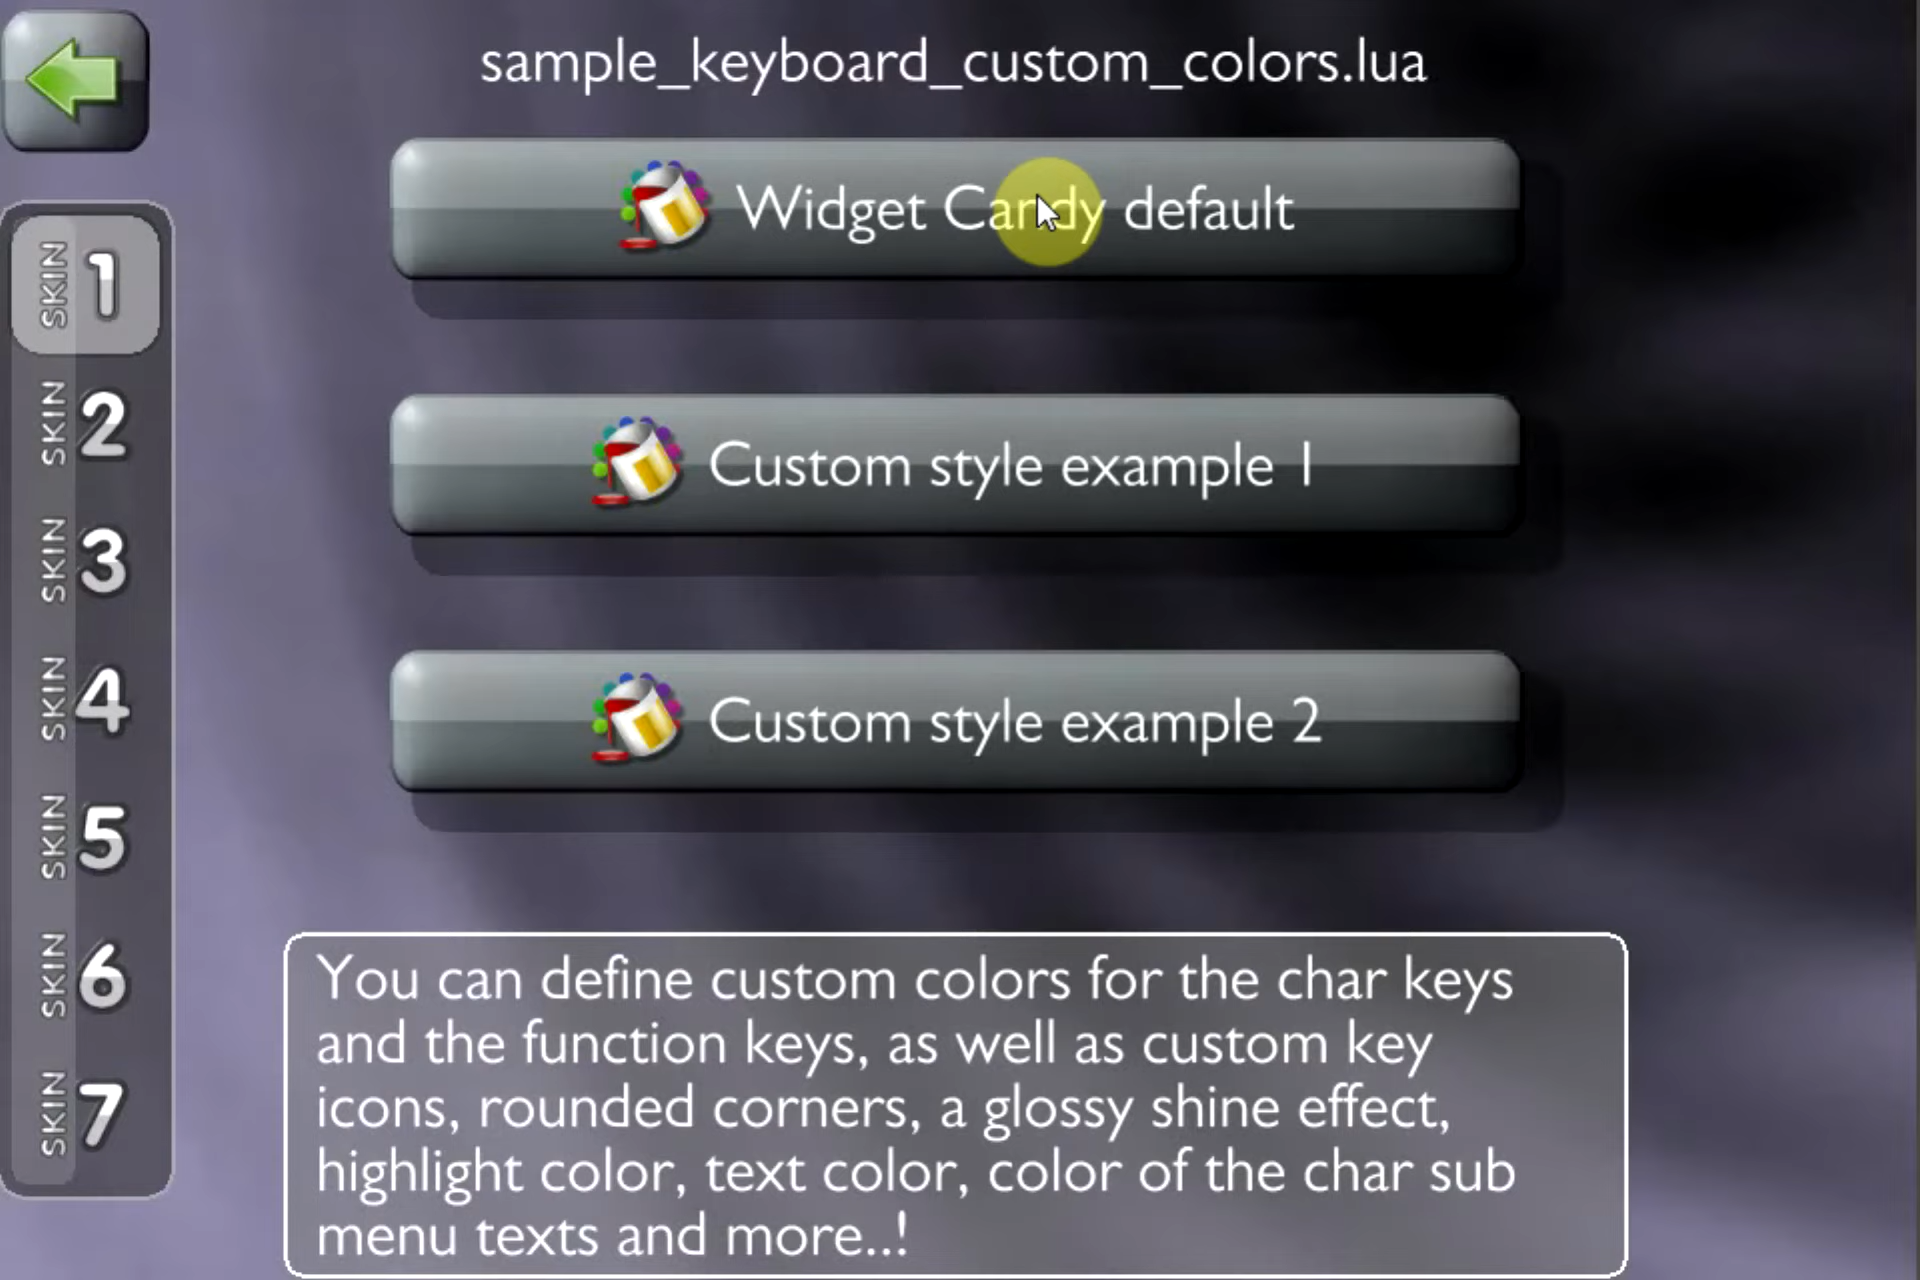 sample_keyboard_custom_colors.lua
Widget Candy default
Custom style example 1
Custom style example 2
SKIN 1
SKIN 2
SKIN 3
SKIN 4
SKIN 5
SKIN 6
SKIN 7
You can define custom colors for the char keys
and the function keys, as well as custom key
icons, rounded corners, a glossy shine effect,
highlight color, text color, color of the char sub
menu texts and more..!